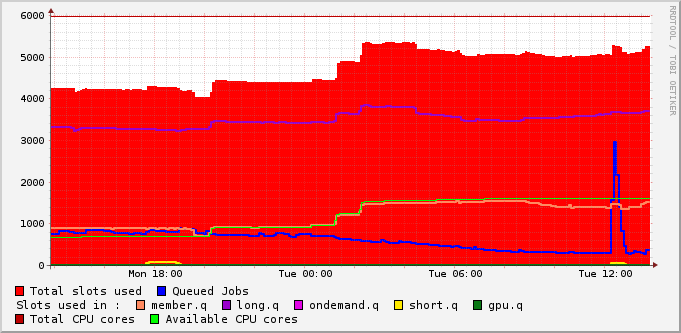 6000
5000
4000
3000
2000
1000
0
Mon 18:00 Tue 00:00 Tue 06:00 Tue 12:00
Total slots used Queued Jobs
Slots used in : member.q long.q ondemand.q short.q gpu.q
Total CPU cores Available CPU cores
RRDTOOL / TOBI OETIKER